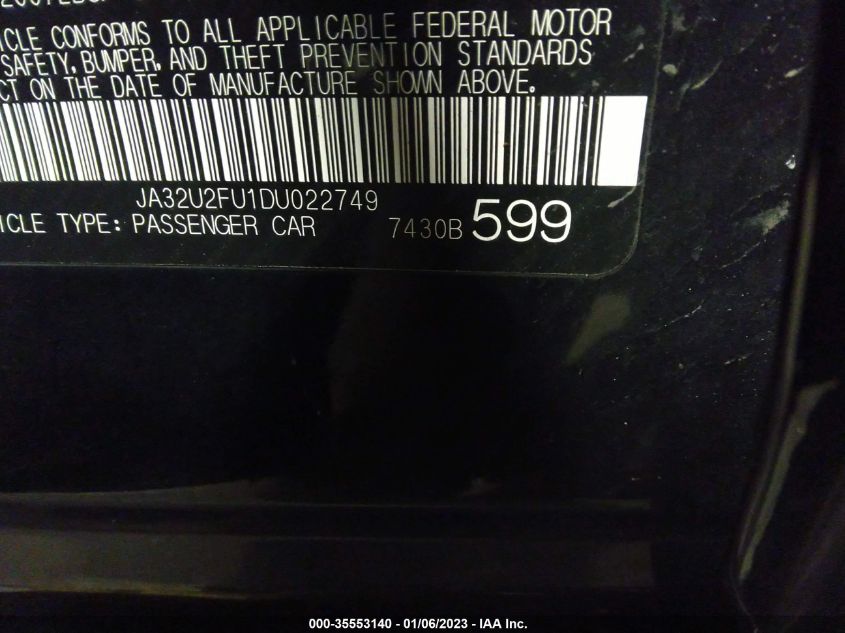 ICLE CONFORMS TO ALL APPLICABLE FEDERAL MOTOR
SAFETY, BUMPER, AND THEFT PREVENTION STANDARDS
CT ON THE DATE OF MANUFACTURE SHOWN ABOVE.
JA32U2FU1DU022749
ICLE TYPE: PASSENGER CAR 7430B 599
000-35553140 - 01/06/2023 - IAA Inc.